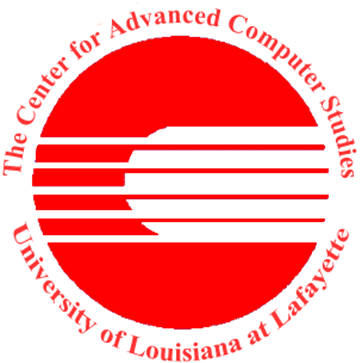 The Center for Advanced Computer Studies
University of Louisiana at Lafayette